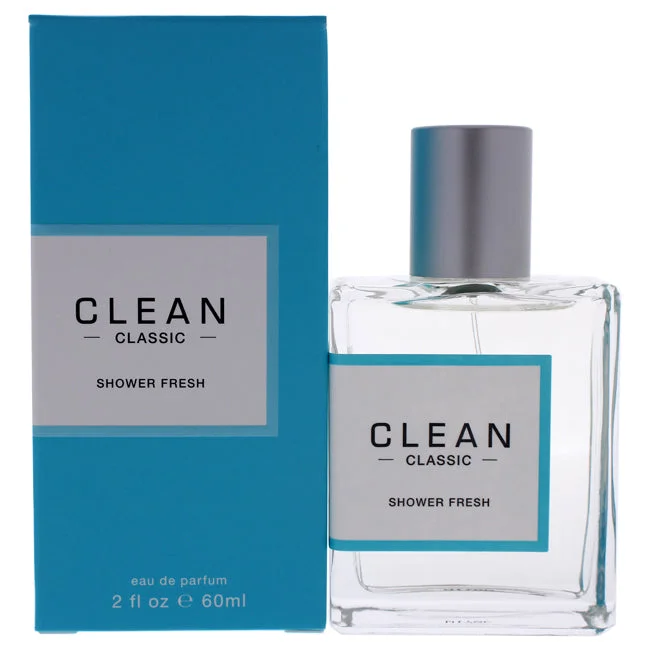 CLEAN
— CLASSIC —
SHOWER FRESH
eau de parfum
2 fl oz ℮ 60ml
CLEAN
— CLASSIC —
SHOWER FRESH